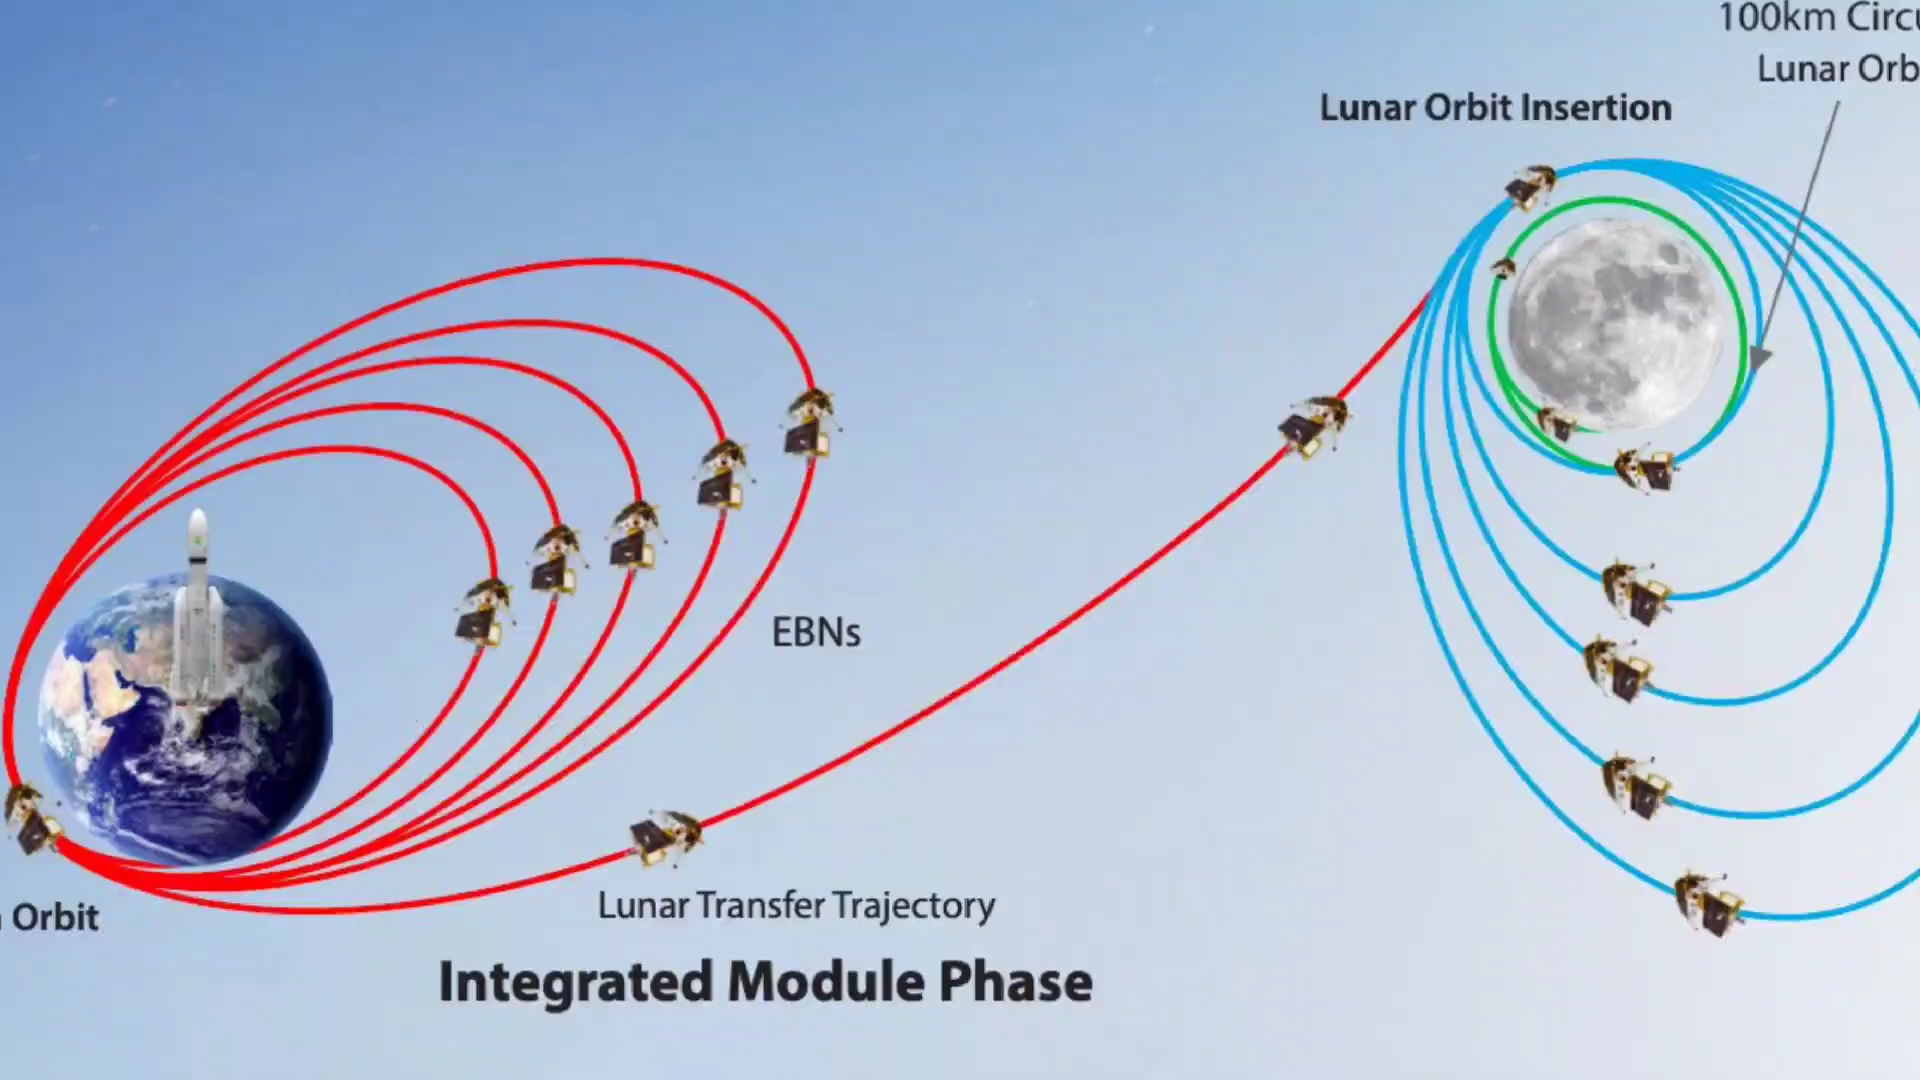 100km Circu
Lunar Orb
Lunar Orbit Insertion
EBNs
Orbit
Lunar Transfer Trajectory
Integrated Module Phase